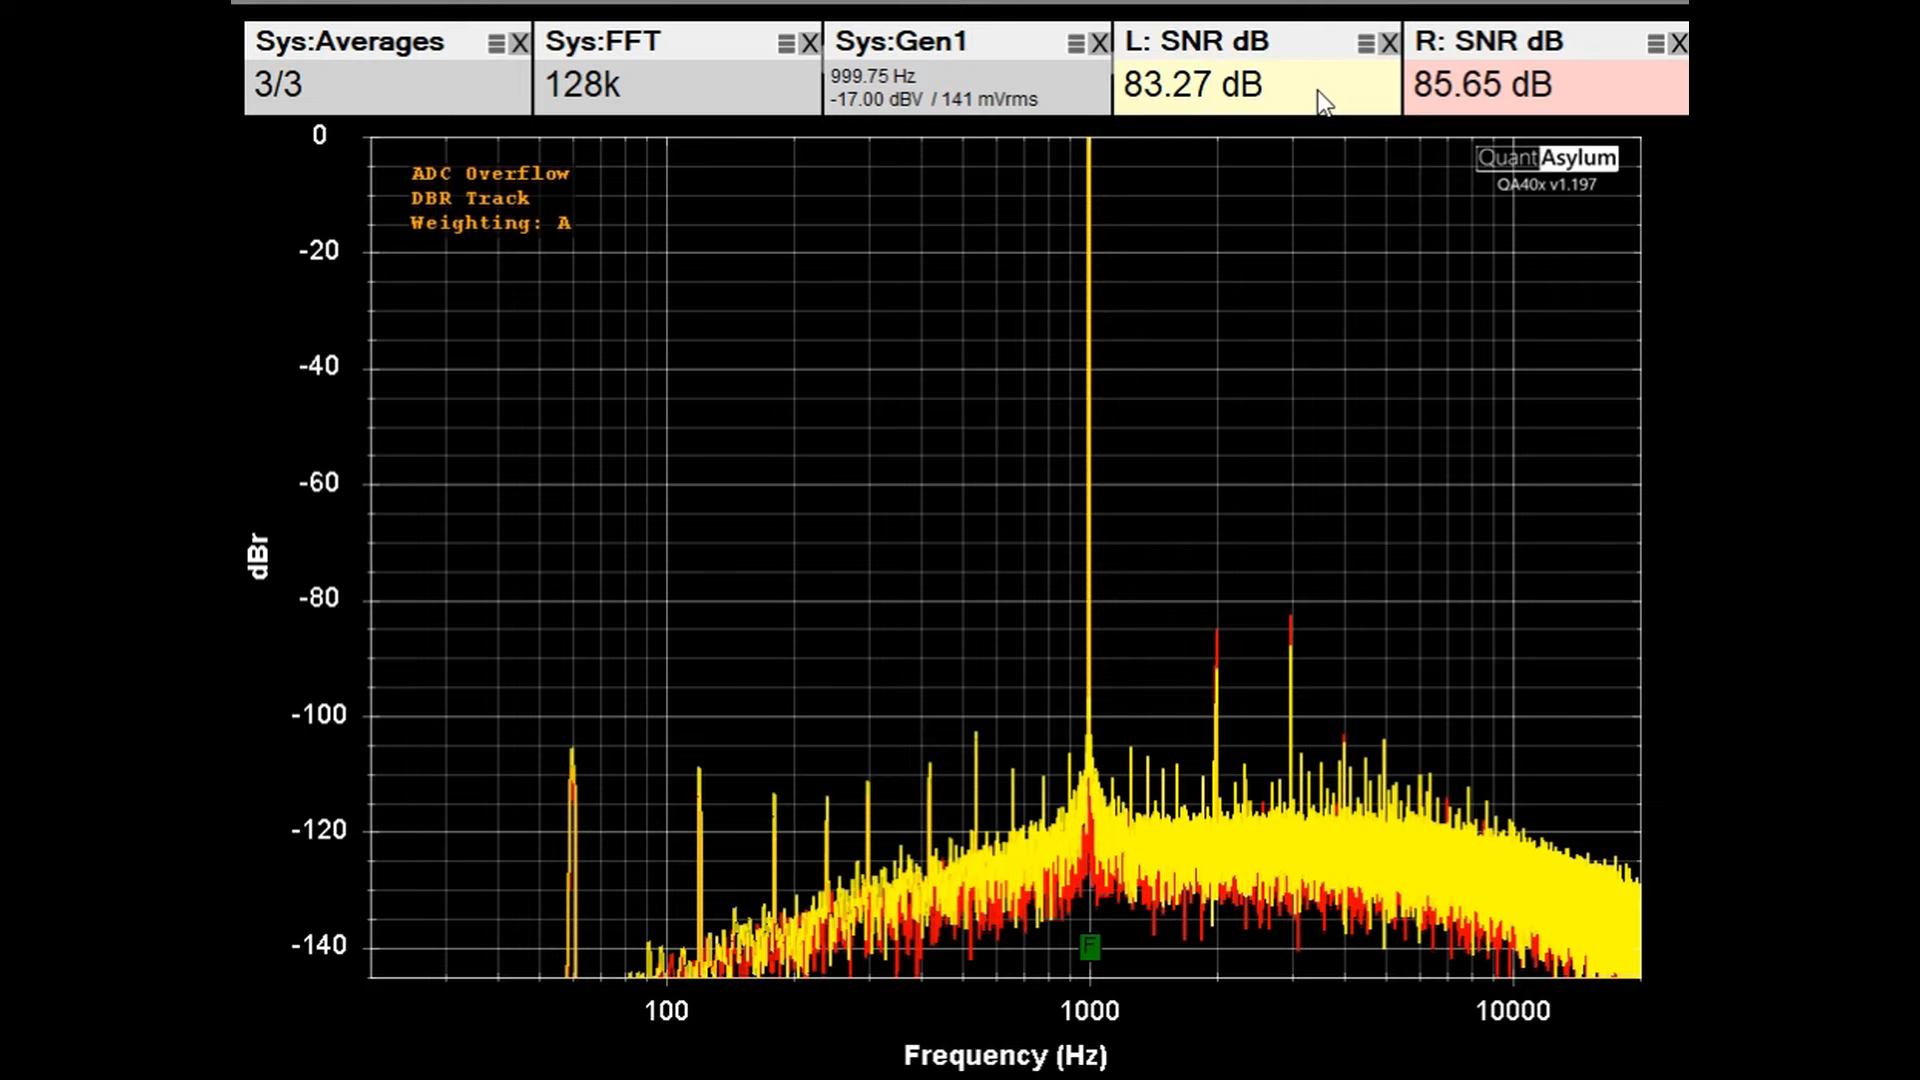 Sys:Averages
X
Sys:FFT
X
Sys:Gen1
X
L: SNR dB
X
R: SNR dB
X
3/3
128k
999.75 Hz
-17.00 dBV / 141 mVrms
83.27 dB
85.65 dB
0
-20
-40
-60
-80
-100
-120
-140
dBr
ADC Overflow
DBR Track
Weighting: A
QuantAsylum
QA40x v1.197
F
100
1000
10000
Frequency (Hz)